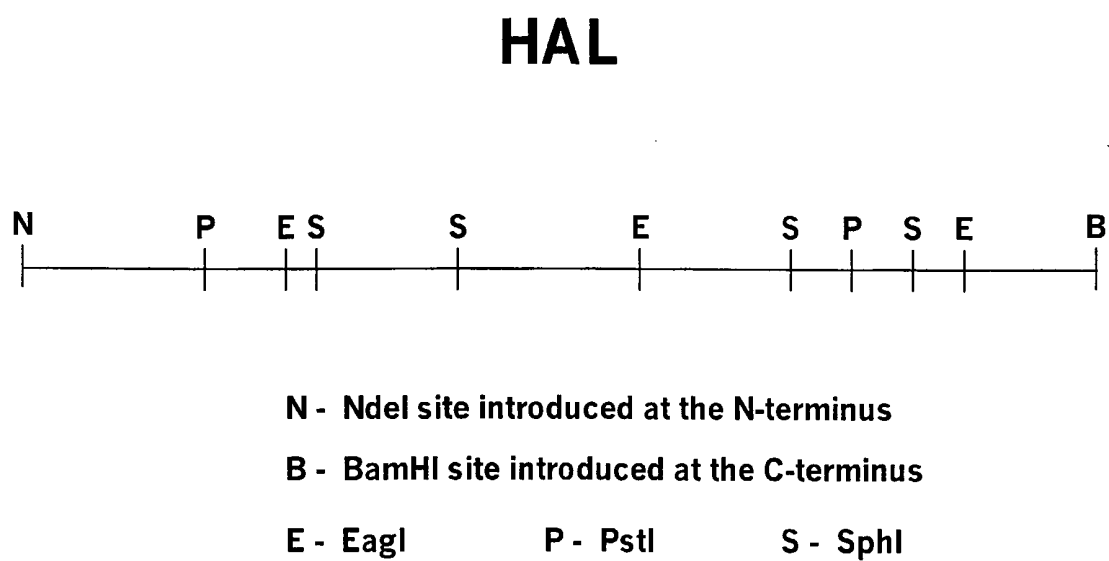 HAL
N P E S S E S P S E B
N - NdeI site introduced at the N-terminus
B - BamHI site introduced at the C-terminus
E - EagI P - PstI S - SphI